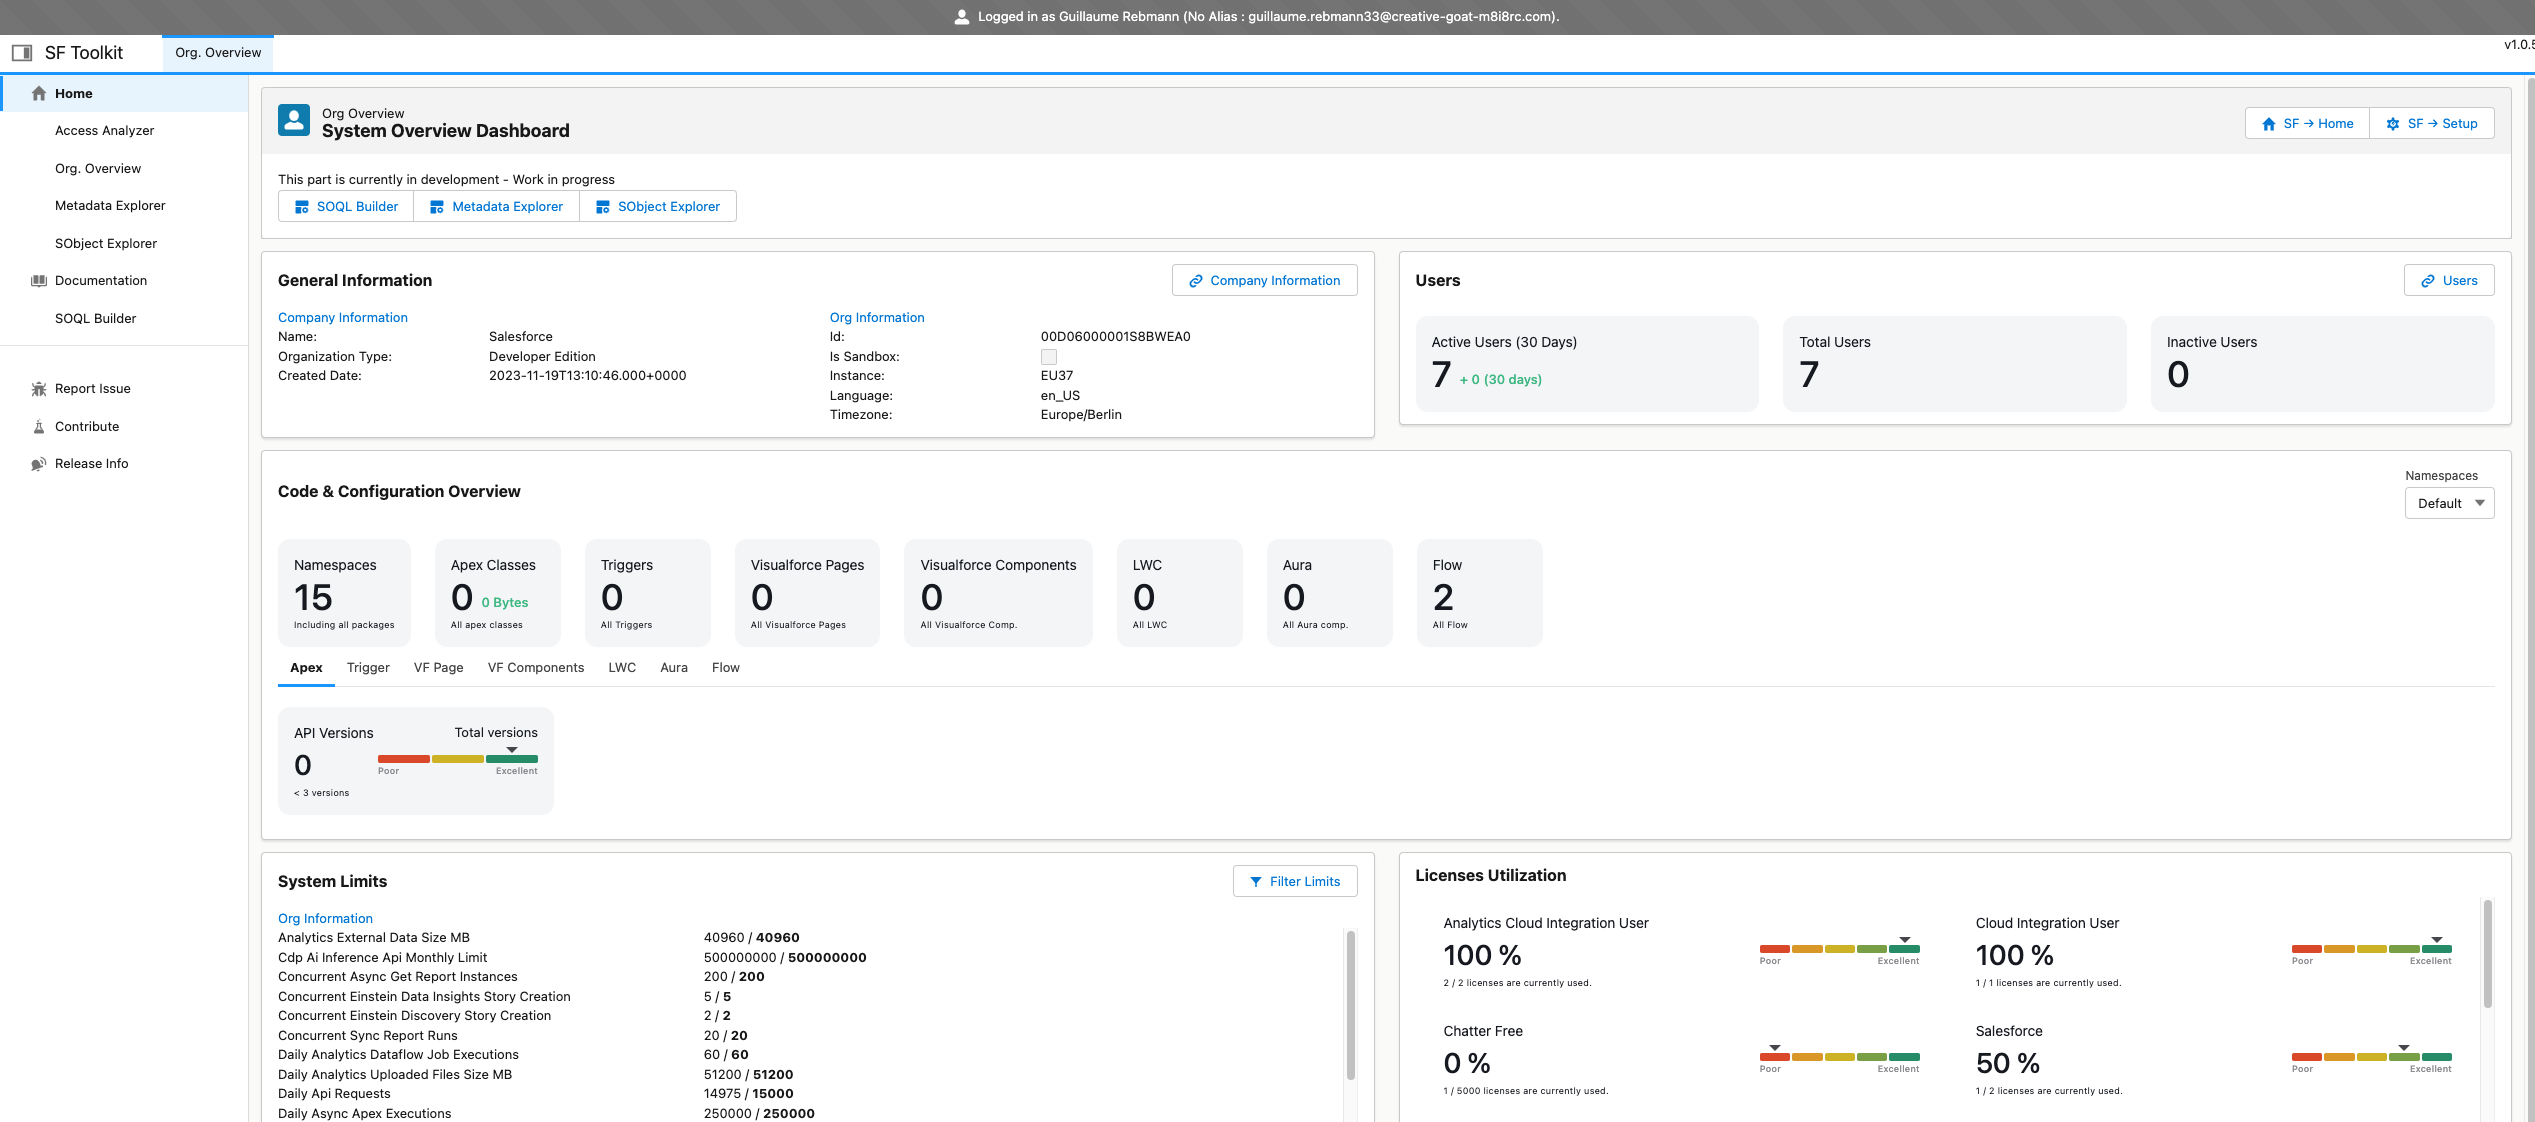 Logged in as Guillaume Rebmann (No Alias : guillaume.rebmann33@creative-goat-m8i8rc.com).
SF Toolkit
Org. Overview
v1.0.5
Home
Access Analyzer
Org. Overview
Metadata Explorer
SObject Explorer
Documentation
SOQL Builder
Report Issue
Contribute
Release Info
Org Overview
System Overview Dashboard
SF → Home
SF → Setup
This part is currently in development - Work in progress
SOQL Builder
Metadata Explorer
SObject Explorer
General Information
Company Information
Company Information
Name: Salesforce
Organization Type: Developer Edition
Created Date: 2023-11-19T13:10:46.000+0000
Org Information
Id: 00D06000001S8BWEA0
Is Sandbox:
Instance: EU37
Language: en_US
Timezone: Europe/Berlin
Users
Users
Active Users (30 Days)
7 + 0 (30 days)
Total Users
7
Inactive Users
0
Code & Configuration Overview
Namespaces
Default
Namespaces
15
Including all packages
Apex Classes
0 0 Bytes
All apex classes
Triggers
0
All Triggers
Visualforce Pages
0
All Visualforce Pages
Visualforce Components
0
All Visualforce Comp.
LWC
0
All LWC
Aura
0
All Aura comp.
Flow
2
All Flow
Apex Trigger VF Page VF Components LWC Aura Flow
API Versions
0
< 3 versions
Total versions
Poor Excellent
System Limits
Filter Limits
Org Information
Analytics External Data Size MB 40960 / 40960
Cdp Ai Inference Api Monthly Limit 500000000 / 500000000
Concurrent Async Get Report Instances 200 / 200
Concurrent Einstein Data Insights Story Creation 5 / 5
Concurrent Einstein Discovery Story Creation 2 / 2
Concurrent Sync Report Runs 20 / 20
Daily Analytics Dataflow Job Executions 60 / 60
Daily Analytics Uploaded Files Size MB 51200 / 51200
Daily Api Requests 14975 / 15000
Daily Async Apex Executions 250000 / 250000
Licenses Utilization
Analytics Cloud Integration User
100 %
Poor Excellent
2 / 2 licenses are currently used.
Cloud Integration User
100 %
Poor Excellent
1 / 1 licenses are currently used.
Chatter Free
0 %
Poor Excellent
1 / 5000 licenses are currently used.
Salesforce
50 %
Poor Excellent
1 / 2 licenses are currently used.